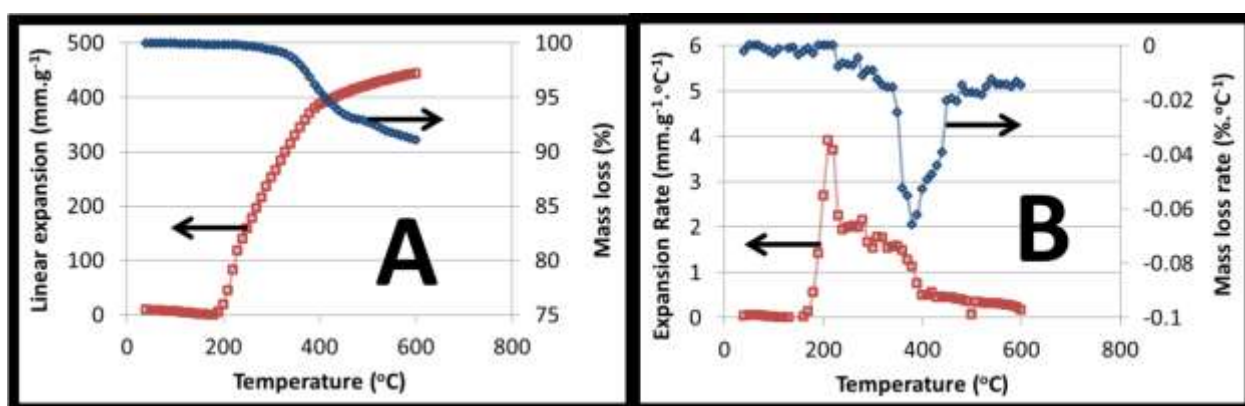 500
400
300
200
100
0
Linear expansion (mm.g⁻¹)
100
95
90
85
80
75
Mass loss (%)
0 200 400 600 800
Temperature (°C)
A
6
5
4
3
2
1
0
Expansion Rate (mm.g⁻¹.°C⁻¹)
0
-0.02
-0.04
-0.06
-0.08
-0.1
Mass loss rate (%.°C⁻¹)
0 200 400 600 800
Temperature (°C)
B